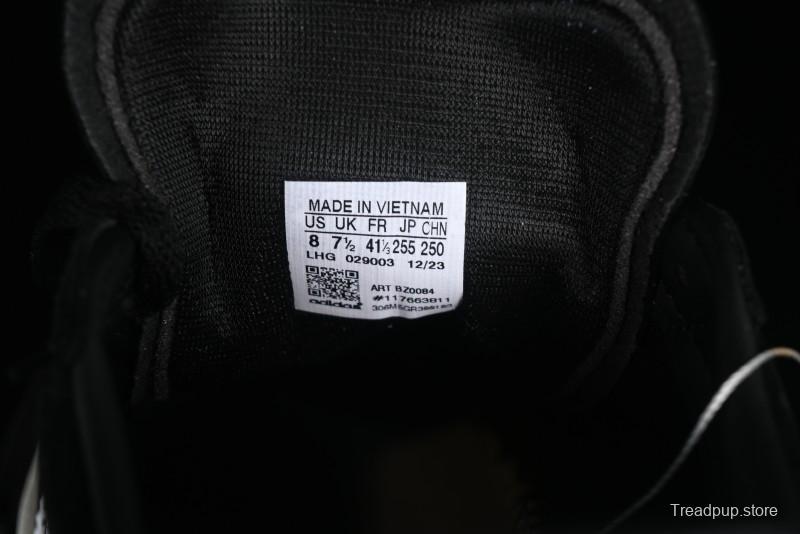 MADE IN VIETNAM
US UK FR JP CHN
8 7½ 41⅓ 255 250
LHG 029003 12/23
ART BZ0084
#117663811
adidas
Treadpup.store